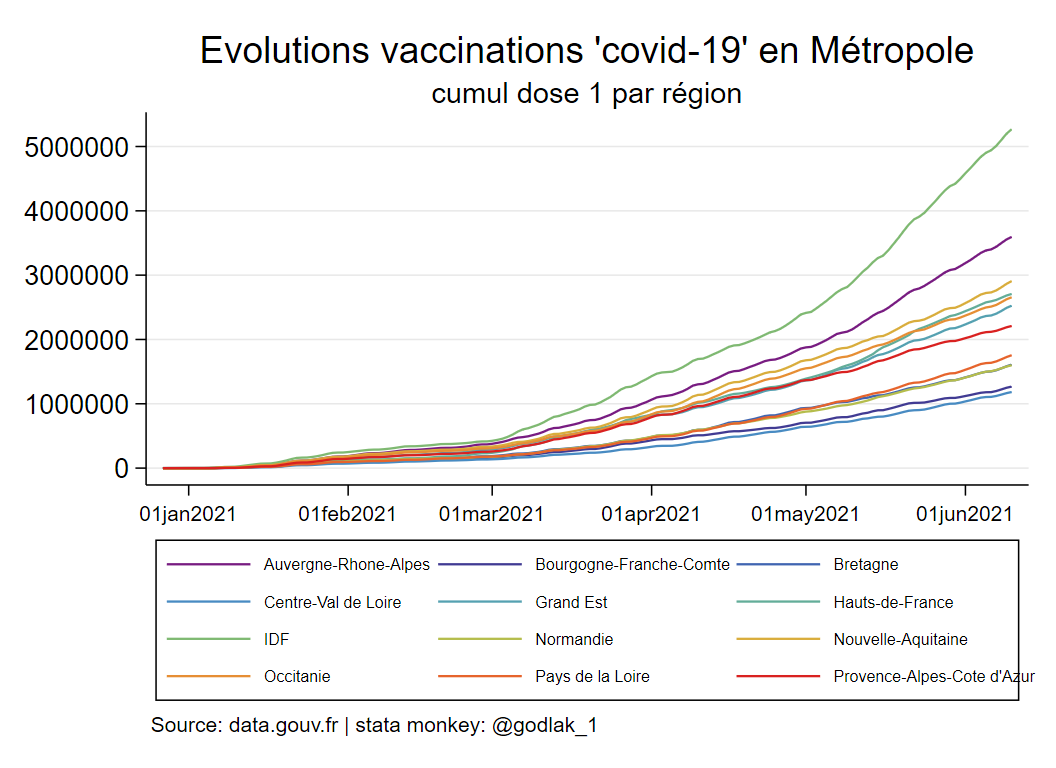 Evolutions vaccinations 'covid-19' en Métropole
cumul dose 1 par région
5000000
4000000
3000000
2000000
1000000
0
01jan2021 01feb2021 01mar2021 01apr2021 01may2021 01jun2021
Auvergne-Rhone-Alpes Bourgogne-Franche-Comte Bretagne
Centre-Val de Loire Grand Est Hauts-de-France
IDF Normandie Nouvelle-Aquitaine
Occitanie Pays de la Loire Provence-Alpes-Cote d'Azur
Source: data.gouv.fr | stata monkey: @godlak_1